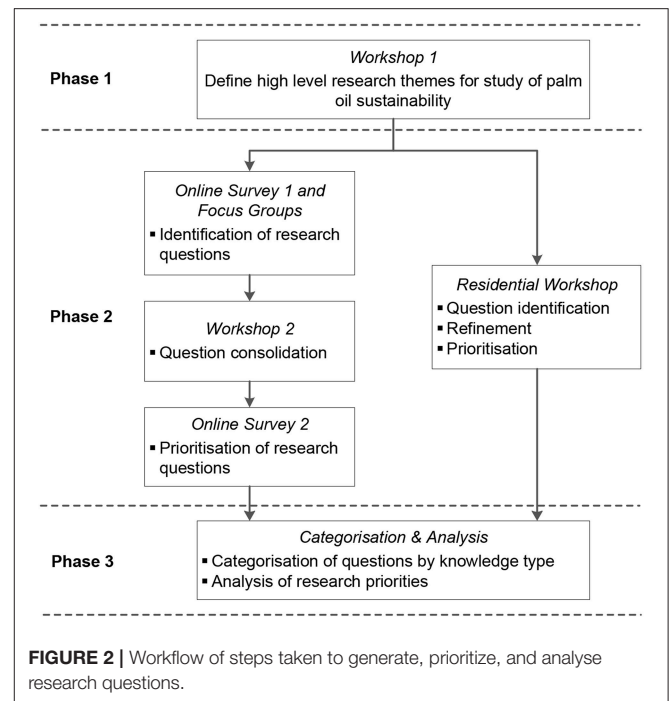 Workshop 1
Phase 1
Define high level research themes for study of palm
oil sustainability
Online Survey 1 and
Focus Groups
▪ Identification of research
questions
Phase 2
Workshop 2
▪ Question consolidation
Online Survey 2
▪ Prioritisation of research
questions
Residential Workshop
▪ Question identification
▪ Refinement
▪ Prioritisation
Phase 3
Categorisation & Analysis
▪ Categorisation of questions by knowledge type
▪ Analysis of research priorities
FIGURE 2 | Workflow of steps taken to generate, prioritize, and analyse
research questions.